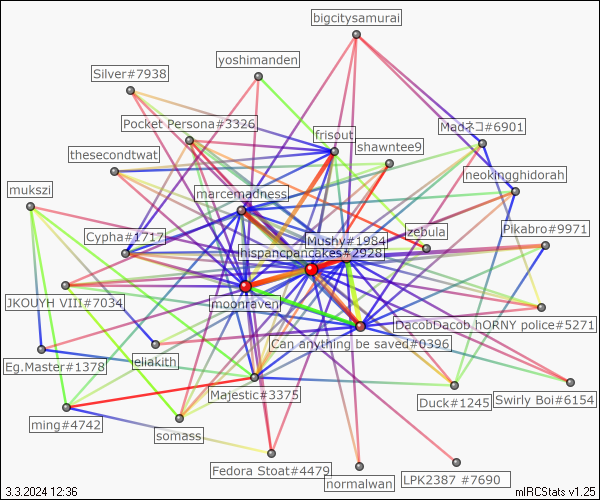 bigcitysamurai
yoshimanden
Silver#7938
Pocket Persona#3326
Madネコ#6901
frisout
shawntee9
thesecondtwat
neokingghidorah
mukszi
marcemadness
zebula
Pikabro#9971
Cypha#1717
Mushy#1984
hispancpancakes#2928
JKOUYH VIII#7034
moonraven
DacobDacob hORNY police#5271
Can anything be saved#0396
Eg.Master#1378
eliakith
Majestic#3375
Duck#1245
Swirly Boi#6154
ming#4742
somass
Fedora Stoat#4479
normalwan
LPK2387 #7690
3.3.2024 12:36
mIRCStats v1.25